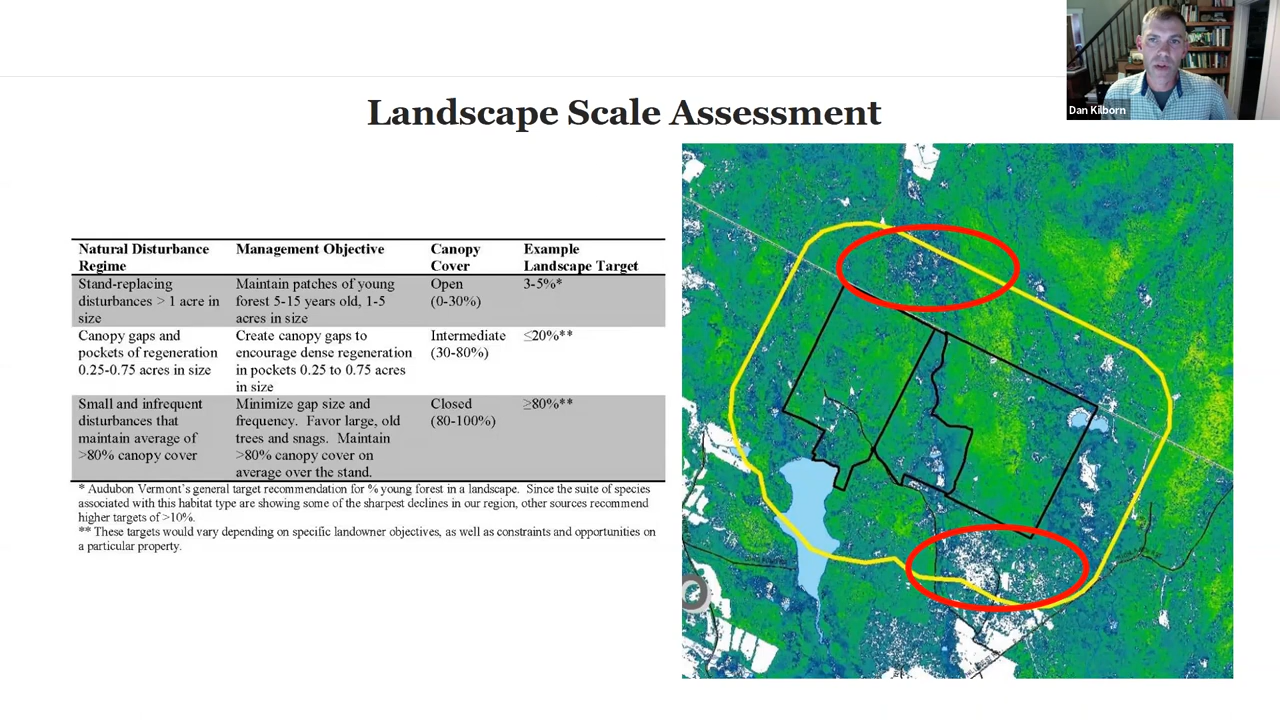 Dan Kilborn
Landscape Scale Assessment
Natural Disturbance Regime
Management Objective
Canopy Cover
Example Landscape Target
Stand-replacing
disturbances > 1 acre in
size
Maintain patches of young
forest 5-15 years old, 1-5
acres in size
Open
(0-30%)
3-5%*
Canopy gaps and
pockets of regeneration
0.25-0.75 acres in size
Create canopy gaps to
encourage dense regeneration
in pockets 0.25 to 0.75 acres
in size
Intermediate
(30-80%)
≤20%**
Small and infrequent
disturbances that
maintain average of
>80% canopy cover
Minimize gap size and
frequency. Favor large, old
trees and snags. Maintain
>80% canopy cover on
average over the stand.
Closed
(80-100%)
≥80%**
* Audubon Vermont's general target recommendation for % young forest in a landscape. Since the suite of species
associated with this habitat type are showing some of the sharpest declines in our region, other sources recommend
higher targets of >10%.
** These targets would vary depending on specific landowner objectives, as well as constraints and opportunities on
a particular property.